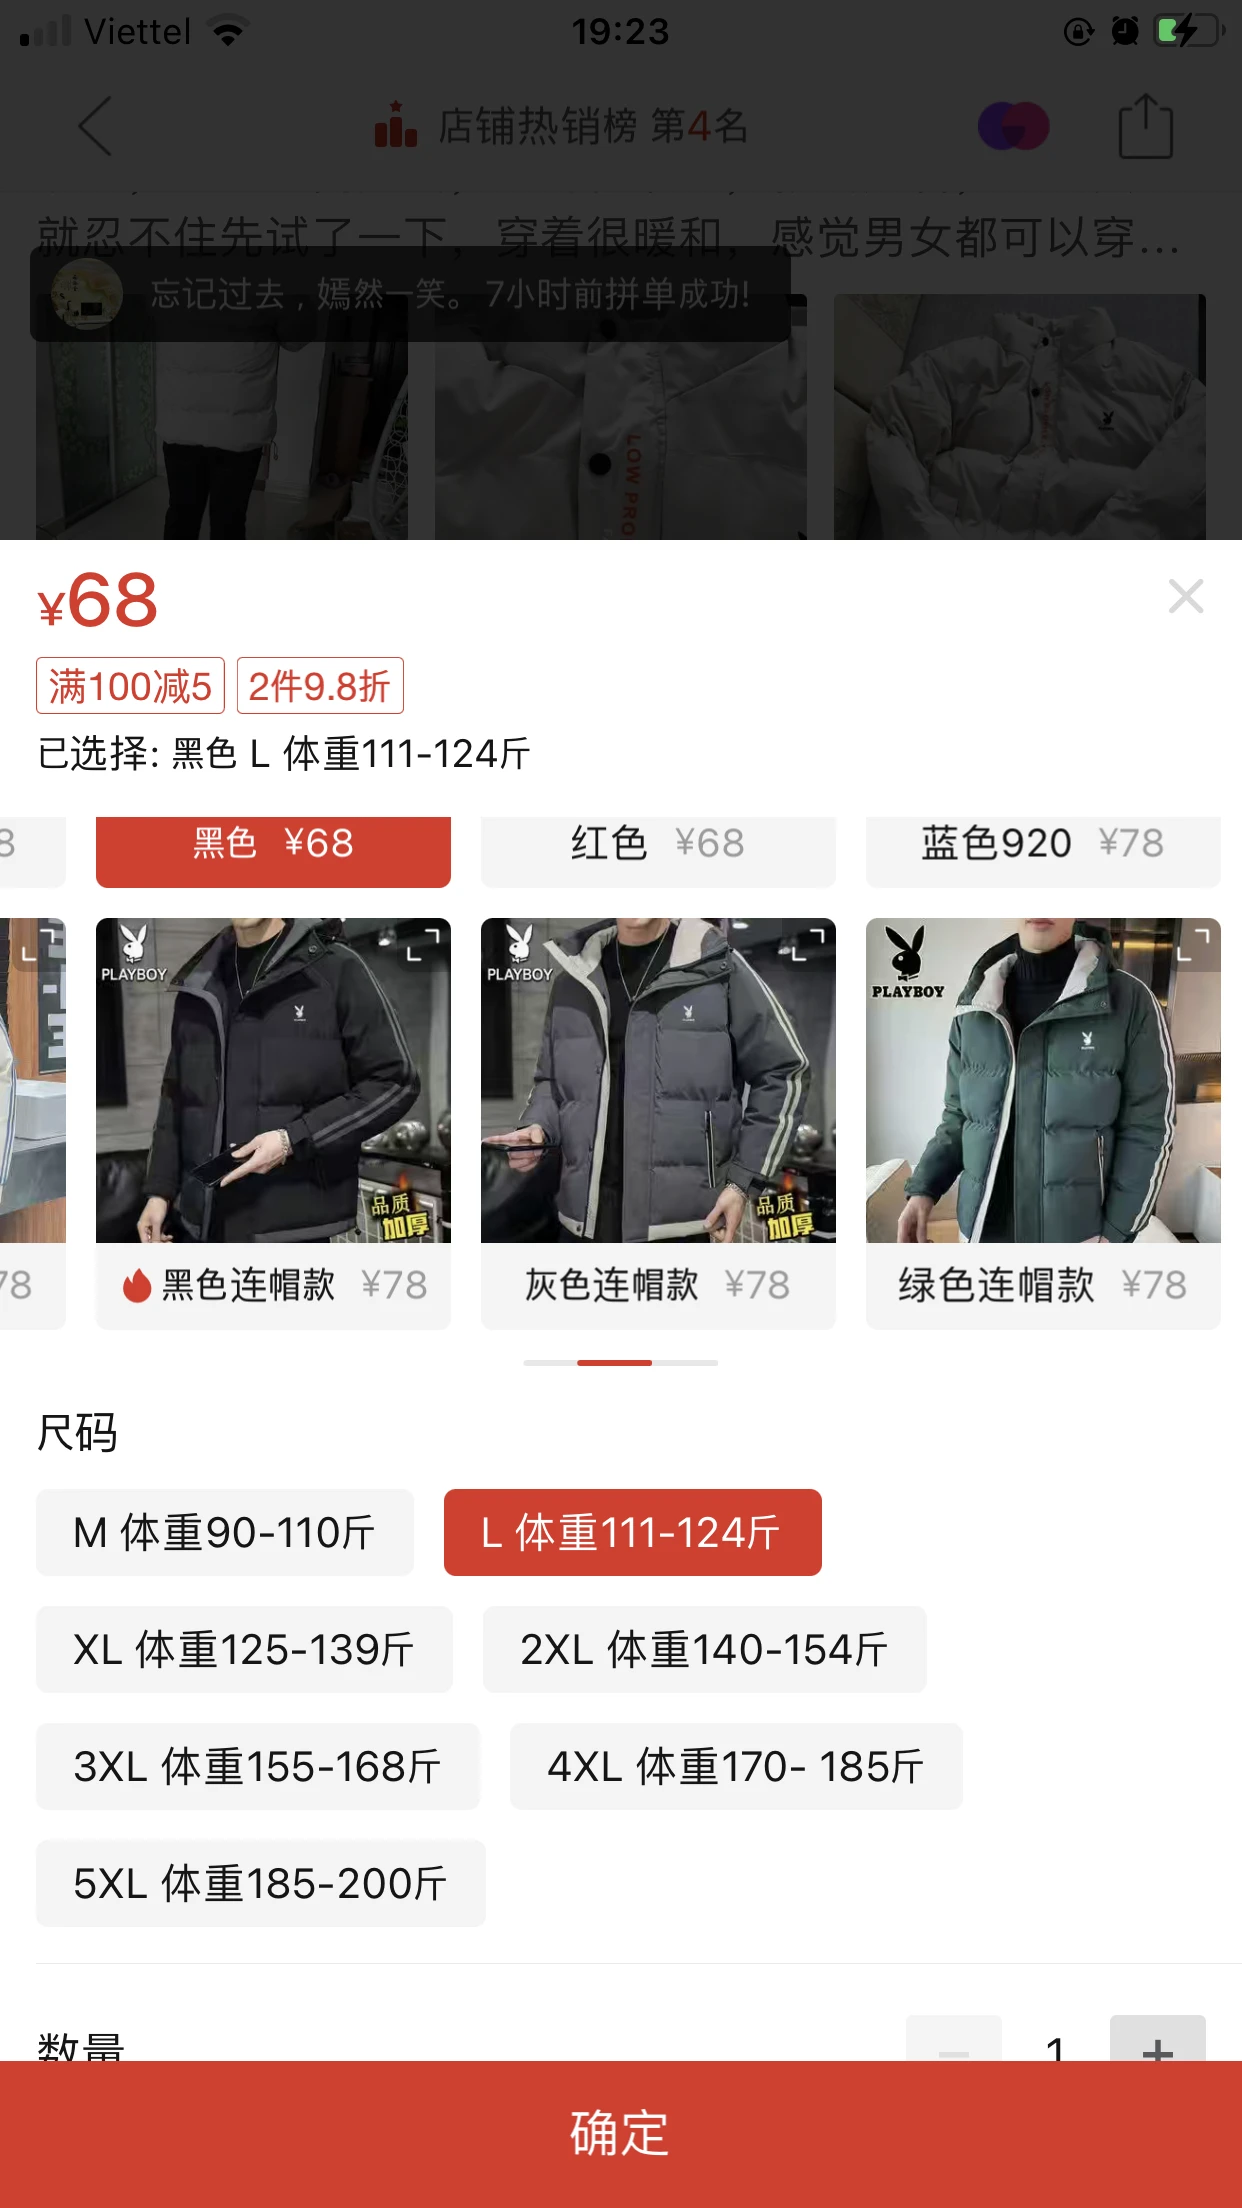 Viettel 19:23
店铺热销榜 第4名
就忍不住先试了一下，穿着很暖和，感觉男女都可以穿...
忘记过去，嫣然一笑。7小时前拼单成功!
LOW PRO
¥68
满100减5 2件9.8折
已选择: 黑色 L 体重111-124斤
8 黑色 ¥68 红色 ¥68 蓝色920 ¥78
PLAYBOY PLAYBOY PLAYBOY
品质 品质
加厚 加厚
78 黑色连帽款 ¥78 灰色连帽款 ¥78 绿色连帽款 ¥78
尺码
M 体重90-110斤 L 体重111-124斤
XL 体重125-139斤 2XL 体重140-154斤
3XL 体重155-168斤 4XL 体重170- 185斤
5XL 体重185-200斤
数量 − 1 +
确定